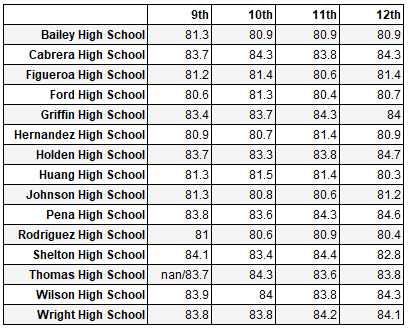 9th 10th 11th 12th
Bailey High School 81.3 80.9 80.9 80.9
Cabrera High School 83.7 84.3 83.8 84.3
Figueroa High School 81.2 81.4 80.6 81.4
Ford High School 80.6 81.3 80.4 80.7
Griffin High School 83.4 83.7 84.3 84
Hernandez High School 80.9 80.7 81.4 80.9
Holden High School 83.7 83.3 83.8 84.7
Huang High School 81.3 81.5 81.4 80.3
Johnson High School 81.3 80.8 80.6 81.2
Pena High School 83.8 83.6 84.3 84.6
Rodriguez High School 81 80.6 80.9 80.4
Shelton High School 84.1 83.4 84.4 82.8
Thomas High School nan/83.7 84.3 83.6 83.8
Wilson High School 83.9 84 83.8 84.3
Wright High School 83.8 83.8 84.2 84.1